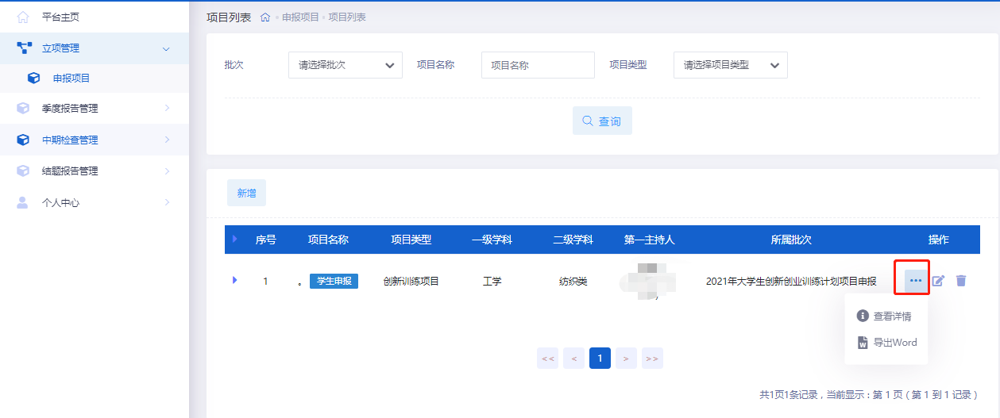 平台主页
立项管理
申报项目
季度报告管理
中期检查管理
结题报告管理
个人中心
项目列表 申报项目 项目列表
批次 请选择批次 项目名称 项目名称 项目类型 请选择项目类型
查询
新增
序号 项目名称 项目类型 一级学科 二级学科 第一主持人 所属批次 操作
1 。 学生申报 创新训练项目 工学 纺织类 2021年大学生创新创业训练计划项目申报 ...
查看详情
导出Word
<< < 1 > >>
共1页1条记录，当前显示：第 1 页（第 1 到 1 记录）